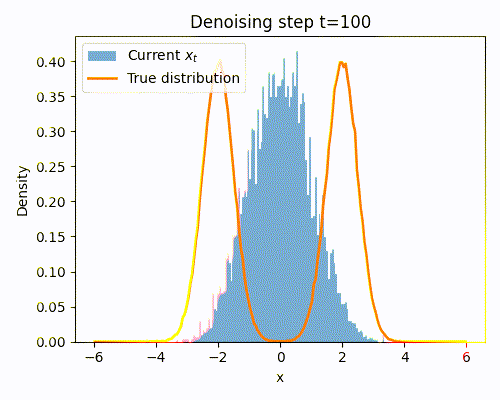 Denoising step t=100
Current xₜ
True distribution
0.40
0.35
0.30
0.25
0.20
0.15
0.10
0.05
0.00
Density
−6 −4 −2 0 2 4 6
x